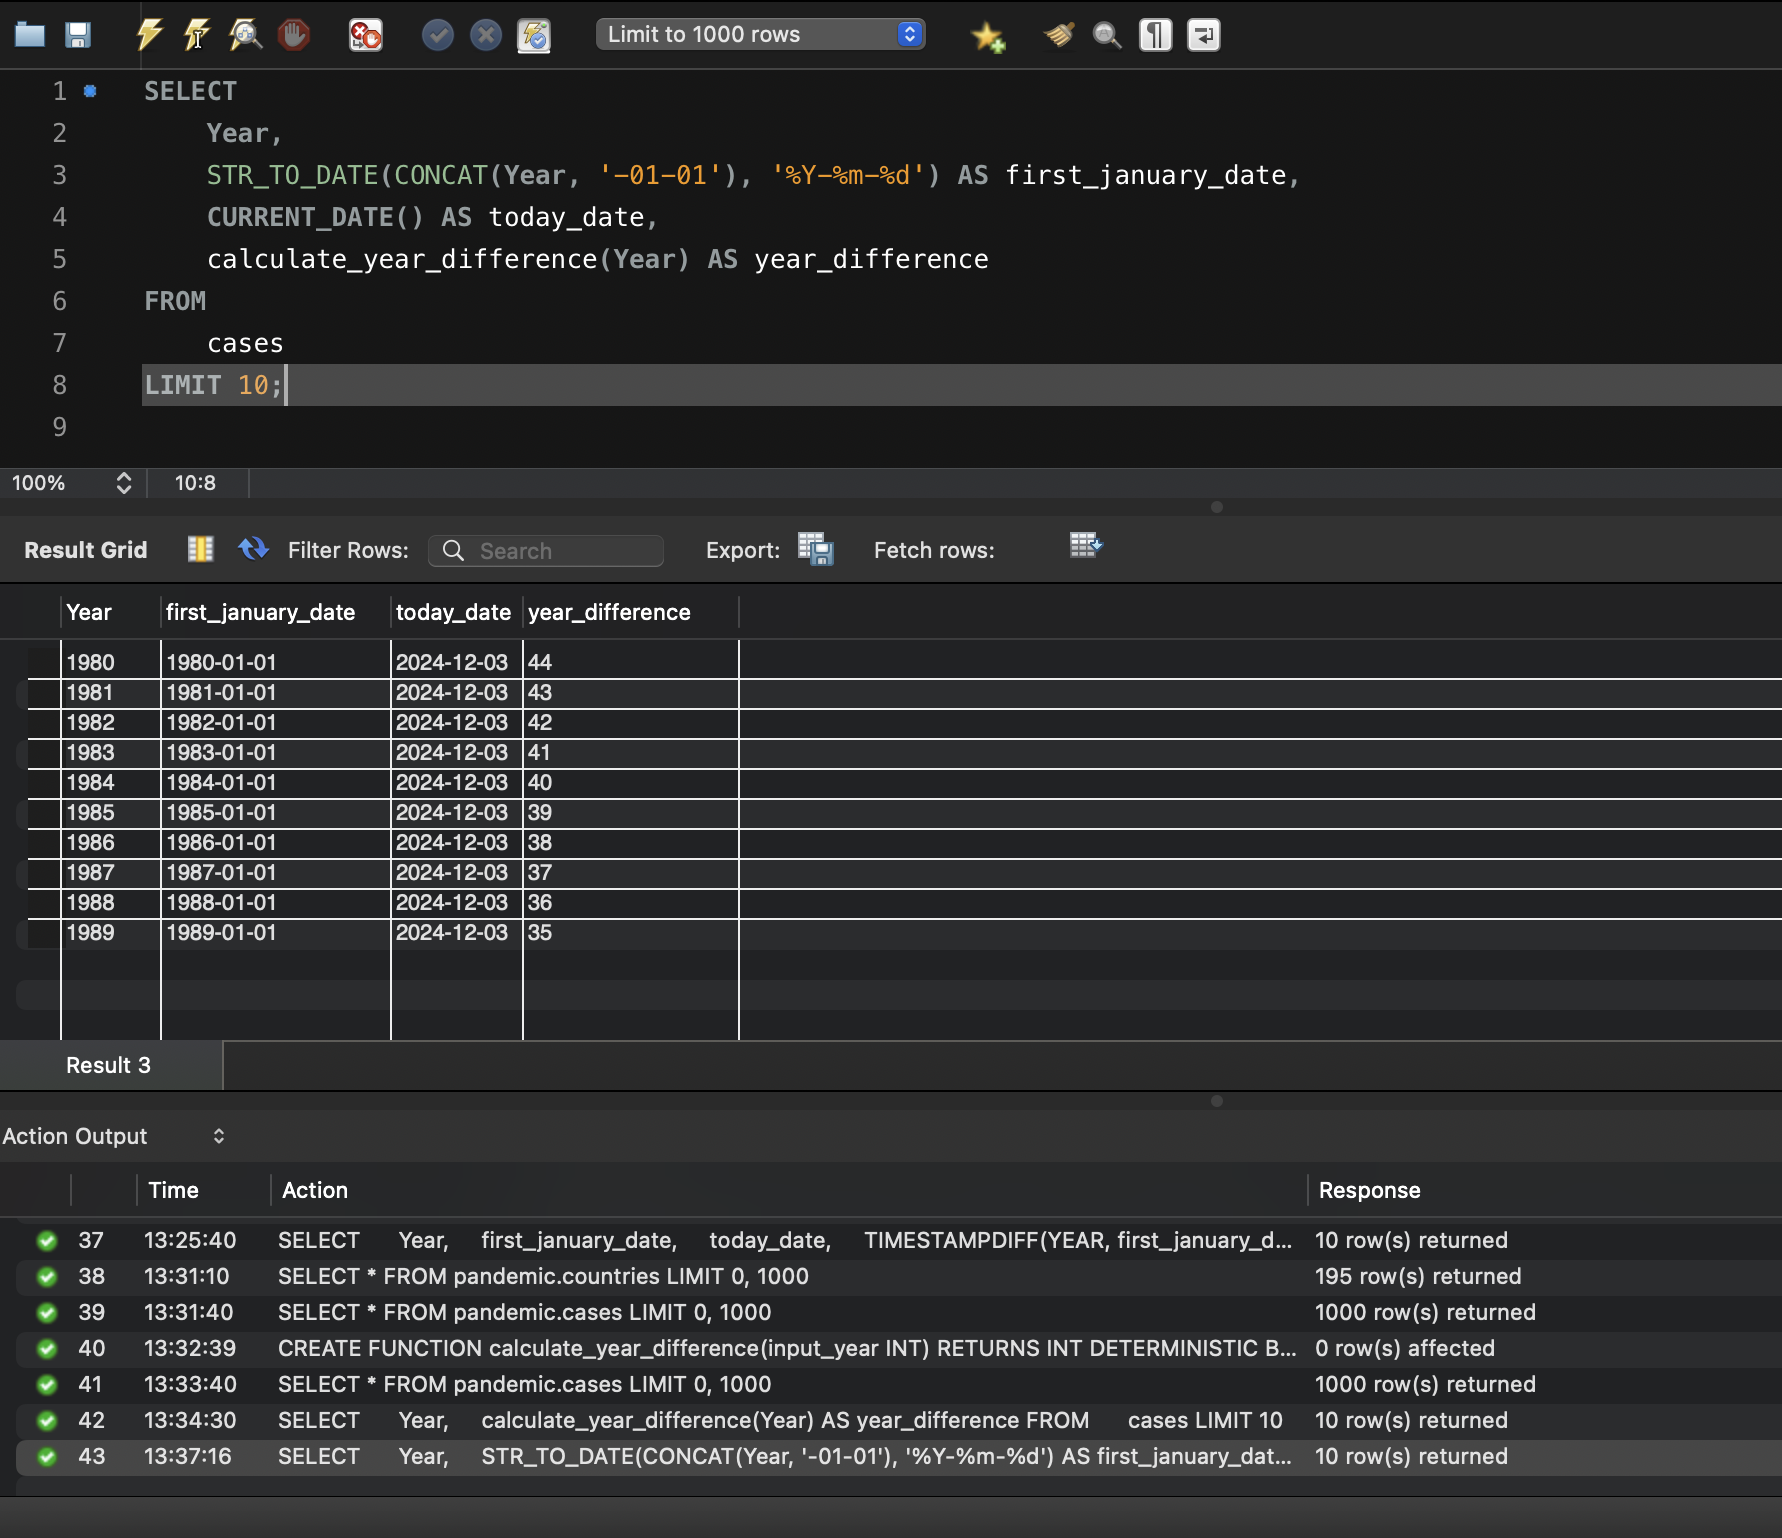 Limit to 1000 rows
1 SELECT
2 Year,
3 STR_TO_DATE(CONCAT(Year, '-01-01'), '%Y-%m-%d') AS first_january_date,
4 CURRENT_DATE() AS today_date,
5 calculate_year_difference(Year) AS year_difference
6 FROM
7 cases
8 LIMIT 10;
9
100% 10:8
Result Grid Filter Rows: Search Export: Fetch rows:
Year first_january_date today_date year_difference
1980 1980-01-01 2024-12-03 44
1981 1981-01-01 2024-12-03 43
1982 1982-01-01 2024-12-03 42
1983 1983-01-01 2024-12-03 41
1984 1984-01-01 2024-12-03 40
1985 1985-01-01 2024-12-03 39
1986 1986-01-01 2024-12-03 38
1987 1987-01-01 2024-12-03 37
1988 1988-01-01 2024-12-03 36
1989 1989-01-01 2024-12-03 35
Result 3
Action Output
Time Action Response
37 13:25:40 SELECT Year, first_january_date, today_date, TIMESTAMPDIFF(YEAR, first_january_d... 10 row(s) returned
38 13:31:10 SELECT * FROM pandemic.countries LIMIT 0, 1000 195 row(s) returned
39 13:31:40 SELECT * FROM pandemic.cases LIMIT 0, 1000 1000 row(s) returned
40 13:32:39 CREATE FUNCTION calculate_year_difference(input_year INT) RETURNS INT DETERMINISTIC B... 0 row(s) affected
41 13:33:40 SELECT * FROM pandemic.cases LIMIT 0, 1000 1000 row(s) returned
42 13:34:30 SELECT Year, calculate_year_difference(Year) AS year_difference FROM cases LIMIT 10 10 row(s) returned
43 13:37:16 SELECT Year, STR_TO_DATE(CONCAT(Year, '-01-01'), '%Y-%m-%d') AS first_january_dat... 10 row(s) returned